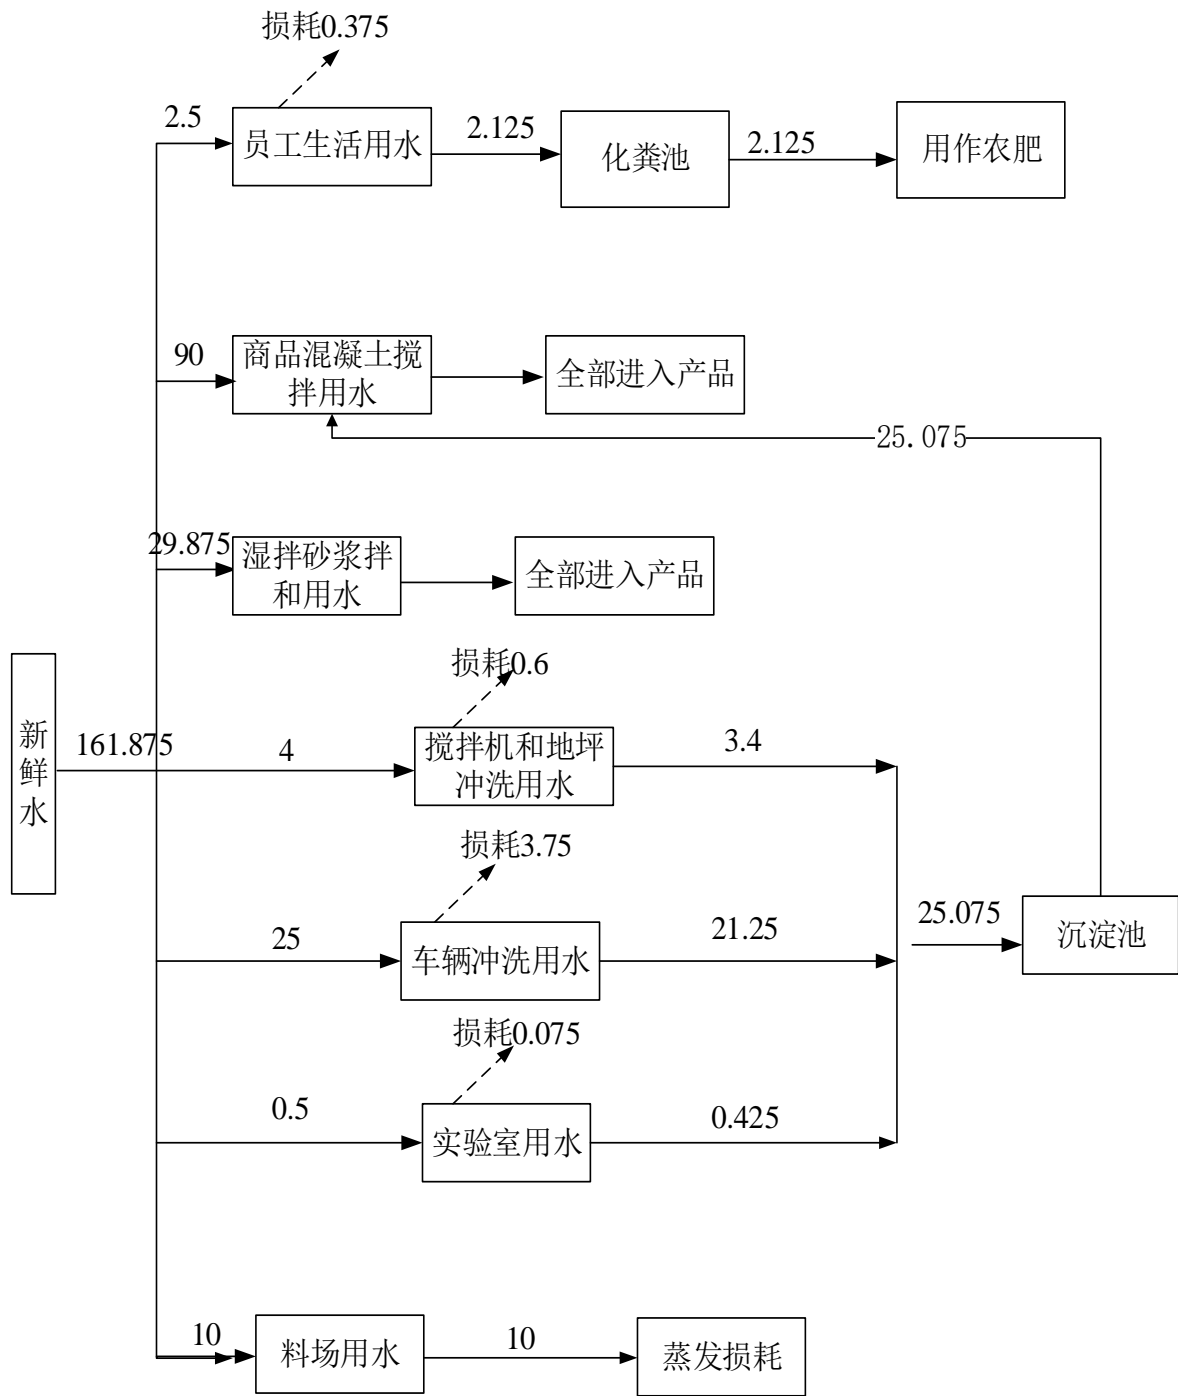 损耗0.375
2.5
员工生活用水
2.125
化粪池
2.125
用作农肥
90
商品混凝土搅
拌用水
全部进入产品
25.075
29.875
湿拌砂浆拌
和用水
全部进入产品
损耗0.6
新
鲜
水
161.875
4
搅拌机和地坪
冲洗用水
3.4
损耗3.75
25
车辆冲洗用水
21.25
25.075
沉淀池
损耗0.075
0.5
实验室用水
0.425
10
料场用水
10
蒸发损耗